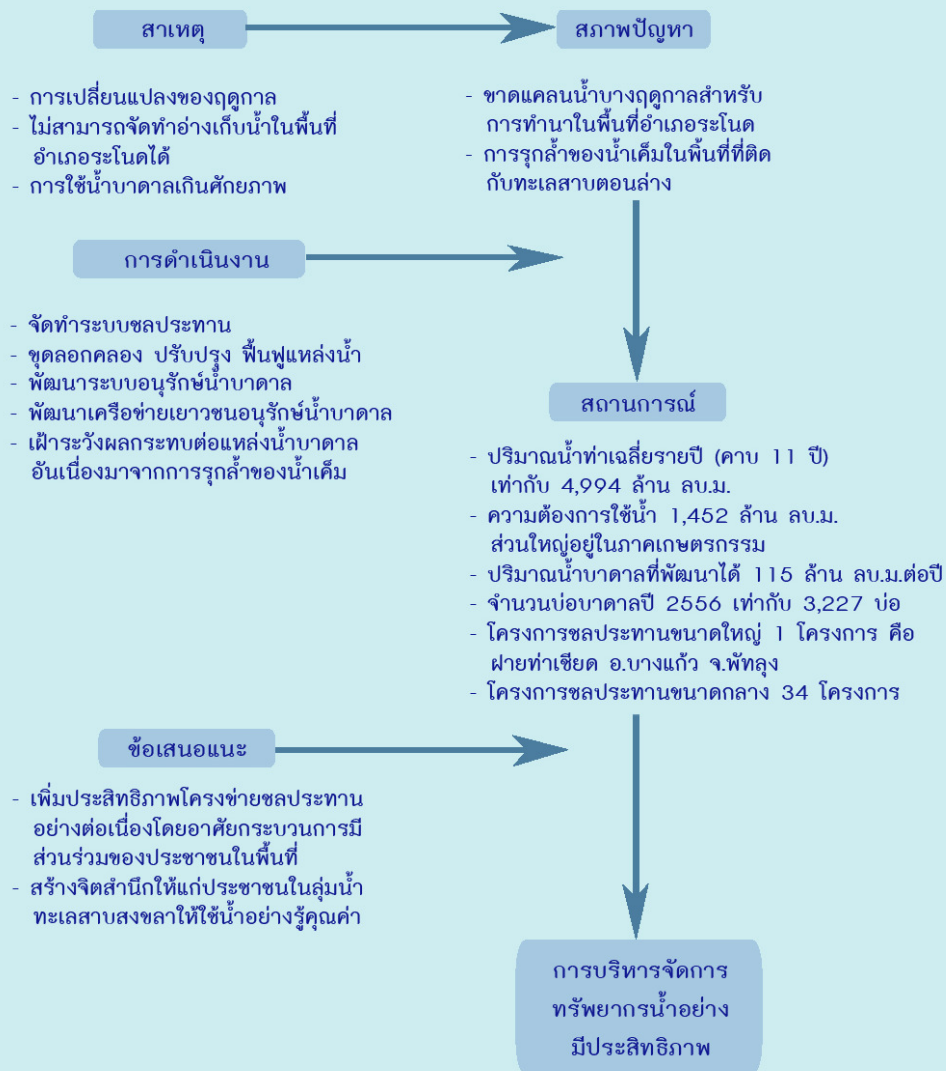 สาเหตุ
สภาพปัญหา
- การเปลี่ยนแปลงของฤดูกาล
- ไม่สามารถจัดทำอ่างเก็บน้ำในพื้นที่
อำเภอระโนดได้
- การใช้น้ำบาดาลเกินศักยภาพ
- ขาดแคลนน้ำบางฤดูกาลสำหรับ
การทำนาในพื้นที่อำเภอระโนด
- การรุกล้ำของน้ำเค็มในพิ้นที่ที่ติด
กับทะเลสาบตอนล่าง
การดำเนินงาน
- จัดทำระบบชลประทาน
- ขุดลอกคลอง ปรับปรุง ฟื้นฟูแหล่งน้ำ
- พัฒนาระบบอนุรักษ์น้ำบาดาล
- พัฒนาเครือข่ายเยาวชนอนุรักษ์น้ำบาดาล
- เฝ้าระวังผลกระทบต่อแหล่งน้ำบาดาล
อันเนื่องมาจากการรุกล้ำของน้ำเค็ม
สถานการณ์
- ปริมาณน้ำท่าเฉลี่ยรายปี (คาบ 11 ปี)
เท่ากับ 4,994 ล้าน ลบ.ม.
- ความต้องการใช้น้ำ 1,452 ล้าน ลบ.ม.
ส่วนใหญ่อยู่ในภาคเกษตรกรรม
- ปริมาณน้ำบาดาลที่พัฒนาได้ 115 ล้าน ลบ.ม.ต่อปี
- จำนวนบ่อบาดาลปี 2556 เท่ากับ 3,227 บ่อ
- โครงการชลประทานขนาดใหญ่ 1 โครงการ คือ
ฝายท่าเชียด อ.บางแก้ว จ.พัทลุง
- โครงการชลประทานขนาดกลาง 34 โครงการ
ข้อเสนอแนะ
- เพิ่มประสิทธิภาพโครงข่ายชลประทาน
อย่างต่อเนื่องโดยอาศัยกระบวนการมี
ส่วนร่วมของประชาชนในพื้นที่
- สร้างจิตสำนึกให้แก่ประชาชนในลุ่มน้ำ
ทะเลสาบสงขลาให้ใช้น้ำอย่างรู้คุณค่า
การบริหารจัดการ
ทรัพยากรน้ำอย่าง
มีประสิทธิภาพ